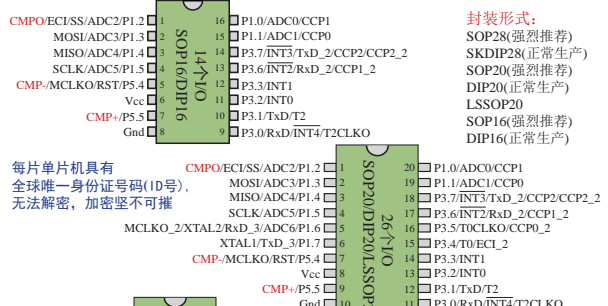 CMPO/ECI/SS/ADC2/P1.2 1 16 P1.0/ADC0/CCP1
MOSI/ADC3/P1.3 2 15 P1.1/ADC1/CCP0
MISO/ADC4/P1.4 3 14 P3.7/INT3/TxD_2/CCP2/CCP2_2
SCLK/ADC5/P1.5 4 13 P3.6/INT2/RxD_2/CCP1_2
CMP-/MCLKO/RST/P5.4 5 12 P3.3/INT1
Vcc 6 11 P3.2/INT0
CMP+/P5.5 7 10 P3.1/TxD/T2
Gnd 8 9 P3.0/RxD/INT4/T2CLKO
14个I/O
SOP16/DIP16
封装形式:
SOP28(强烈推荐)
SKDIP28(正常生产)
SOP20(强烈推荐)
DIP20(正常生产)
LSSOP20
SOP16(强烈推荐)
DIP16(正常生产)
每片单片机具有
全球唯一身份证号码(ID号),
无法解密, 加密坚不可摧
CMPO/ECI/SS/ADC2/P1.2 1 20 P1.0/ADC0/CCP1
MOSI/ADC3/P1.3 2 19 P1.1/ADC1/CCP0
MISO/ADC4/P1.4 3 18 P3.7/INT3/TxD_2/CCP2/CCP2_2
SCLK/ADC5/P1.5 4 17 P3.6/INT2/RxD_2/CCP1_2
MCLKO_2/XTAL2/RxD_3/ADC6/P1.6 5 16 P3.5/T0CLKO/CCP0_2
XTAL1/TxD_3/P1.7 6 15 P3.4/T0/ECI_2
CMP-/MCLKO/RST/P5.4 7 14 P3.3/INT1
Vcc 8 13 P3.2/INT0
CMP+/P5.5 9 12 P3.1/TxD/T2
Gnd 10 11 P3.0/RxD/INT4/T2CLKO
26个I/O
SOP20/DIP20/LSSOP